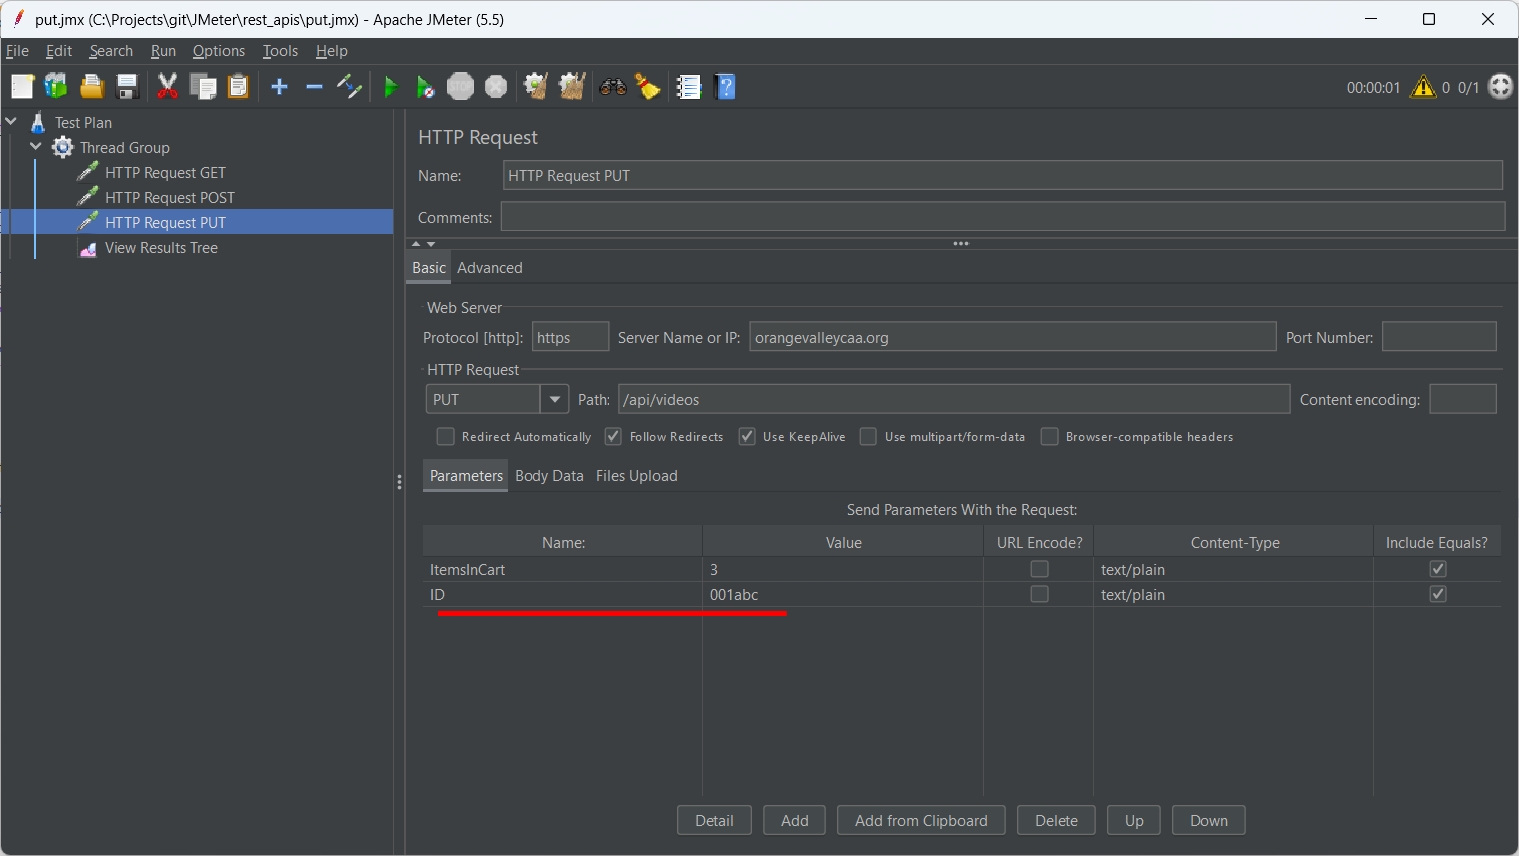 put.jmx (C:\Projects\git\JMeter\rest_apis\put.jmx) - Apache JMeter (5.5)
File Edit Search Run Options Tools Help
STOP 00:00:01 0 0/1
Test Plan
Thread Group
HTTP Request GET
HTTP Request POST
HTTP Request PUT
View Results Tree
HTTP Request
Name: HTTP Request PUT
Comments:
Basic Advanced
Web Server
Protocol [http]: https Server Name or IP: orangevalleycaa.org Port Number:
HTTP Request
PUT Path: /api/videos Content encoding:
Redirect Automatically Follow Redirects Use KeepAlive Use multipart/form-data Browser-compatible headers
Parameters Body Data Files Upload
Send Parameters With the Request:
Name: Value URL Encode? Content-Type Include Equals?
ItemsInCart 3 text/plain
ID 001abc text/plain
Detail Add Add from Clipboard Delete Up Down